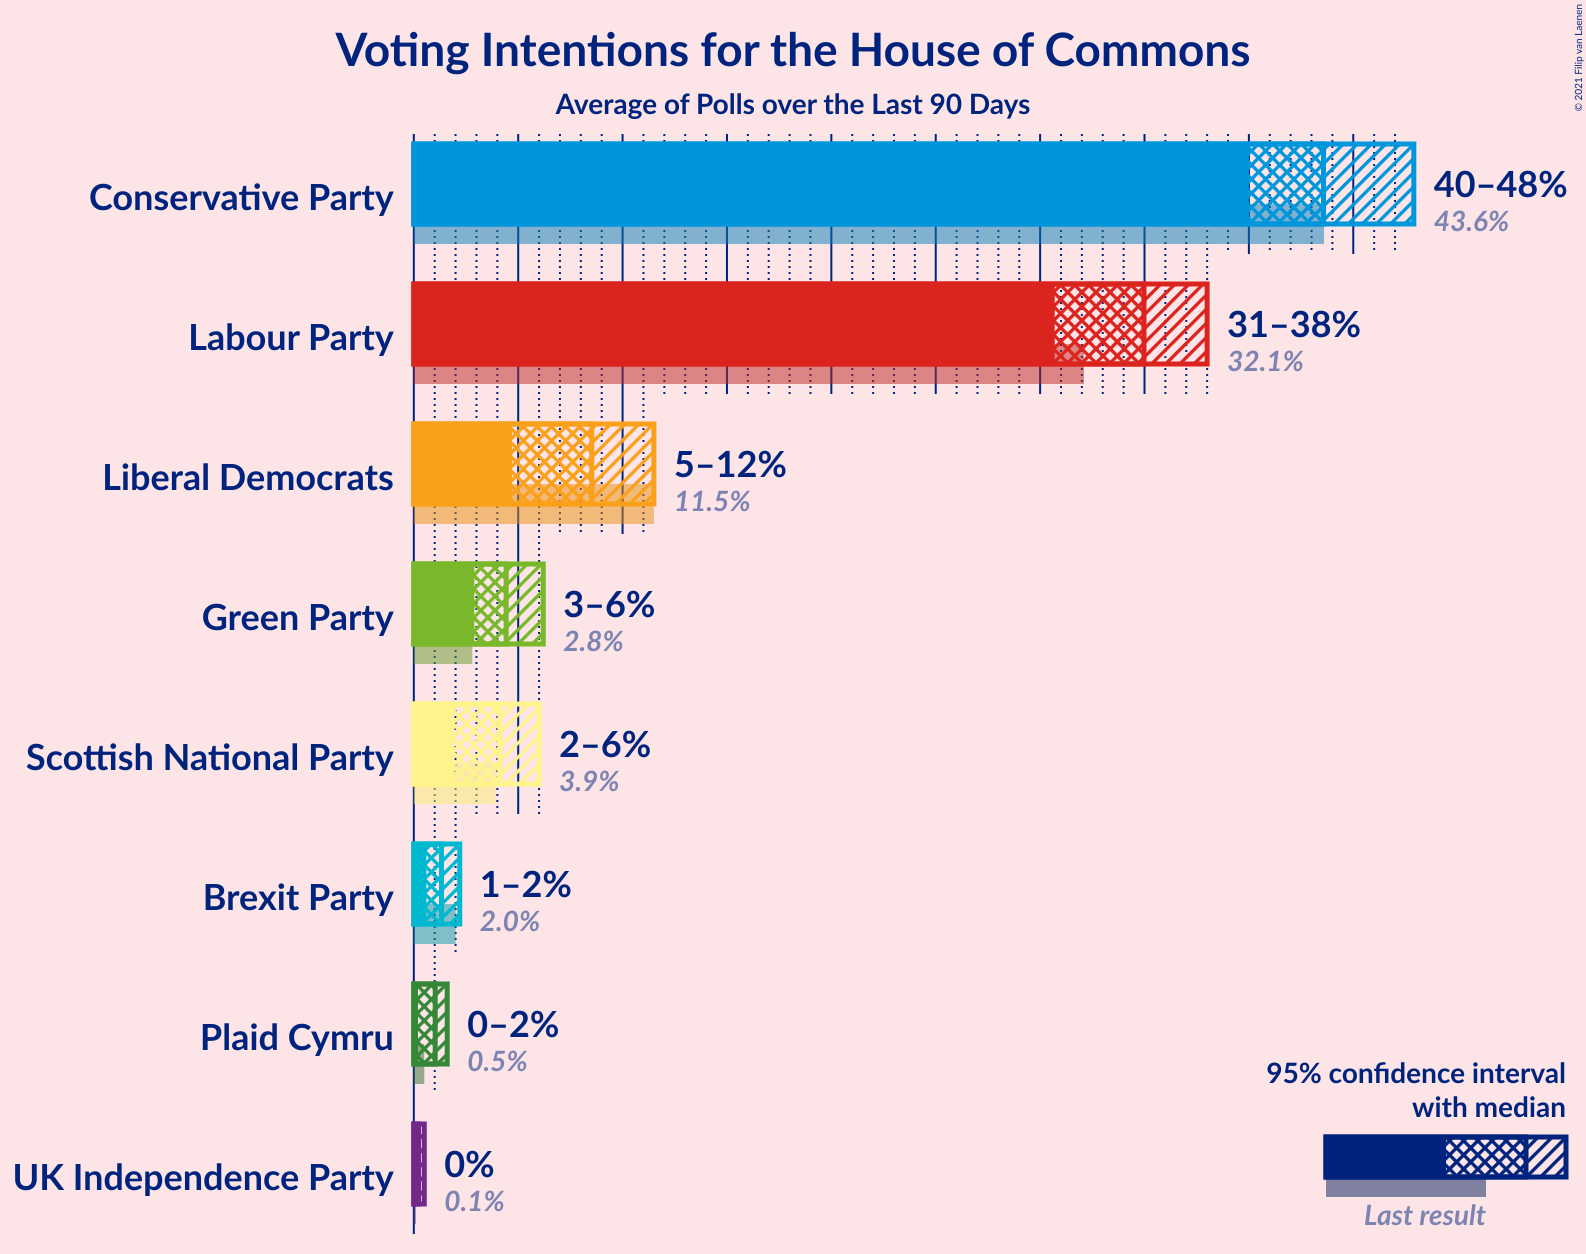 Voting Intentions for the House of Commons
Average of Polls over the Last 90 Days
© 2021 Filip van Laenen
Conservative Party
40–48%
43.6%
Labour Party
31–38%
32.1%
Liberal Democrats
5–12%
11.5%
Green Party
3–6%
2.8%
Scottish National Party
2–6%
3.9%
Brexit Party
1–2%
2.0%
Plaid Cymru
0–2%
0.5%
UK Independence Party
0%
0.1%
95% confidence interval
with median
Last result